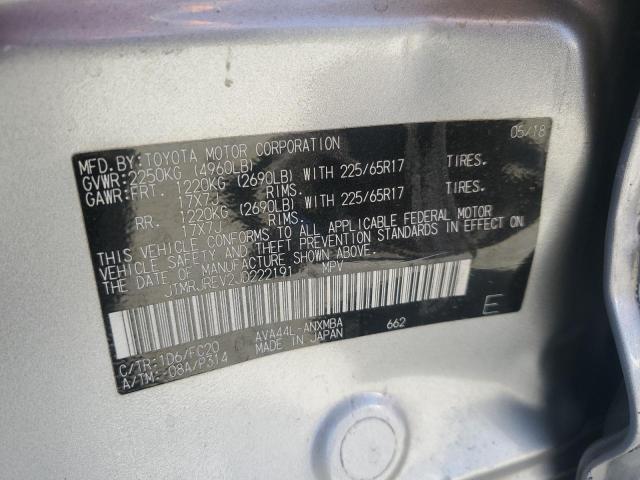 05/18
MFD.BY:TOYOTA MOTOR CORPORATION
GVWR:2250KG (4960LB)
GAWR:FRT. 1220KG (2690LB) WITH 225/65R17 TIRES.
17X7J RIMS.
RR. 1220KG (2690LB) WITH 225/65R17 TIRES.
17X7J RIMS.
THIS VEHICLE CONFORMS TO ALL APPLICABLE FEDERAL MOTOR
VEHICLE SAFETY AND THEFT PREVENTION STANDARDS IN EFFECT ON
THE DATE OF MANUFACTURE SHOWN ABOVE.
JTMRJREV2JD222191 MPV
C/TR:1D6/FC20 AVA44L-ANXMBA 662 E
A/TM: -08A/P314 MADE IN JAPAN